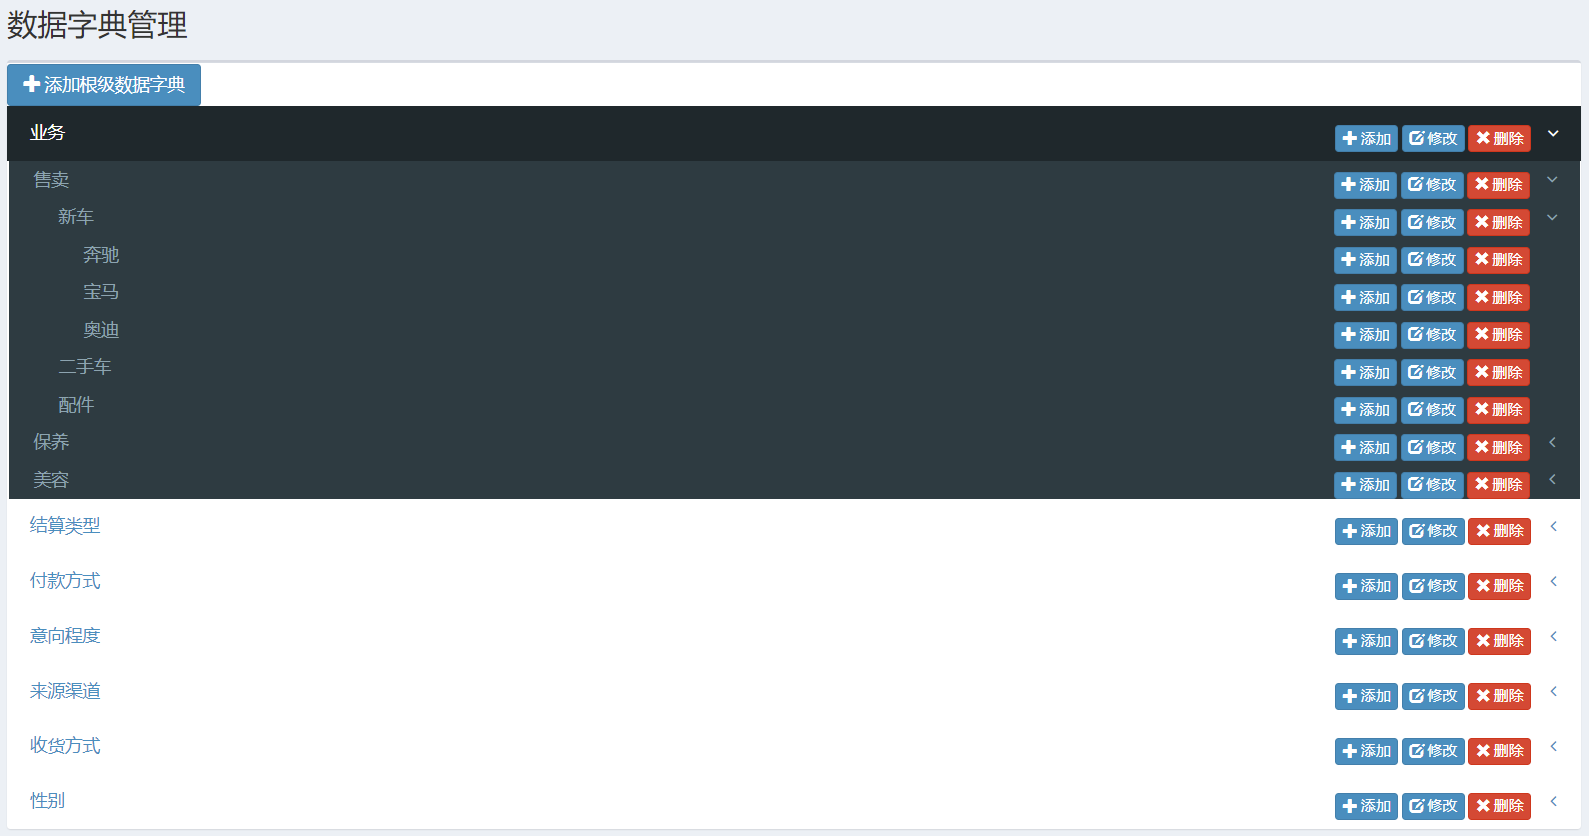 数据字典管理
添加根级数据字典
业务 添加 修改 删除
售卖 添加 修改 删除
新车 添加 修改 删除
奔驰 添加 修改 删除
宝马 添加 修改 删除
奥迪 添加 修改 删除
二手车 添加 修改 删除
配件 添加 修改 删除
保养 添加 修改 删除
美容 添加 修改 删除
结算类型 添加 修改 删除
付款方式 添加 修改 删除
意向程度 添加 修改 删除
来源渠道 添加 修改 删除
收货方式 添加 修改 删除
性别 添加 修改 删除